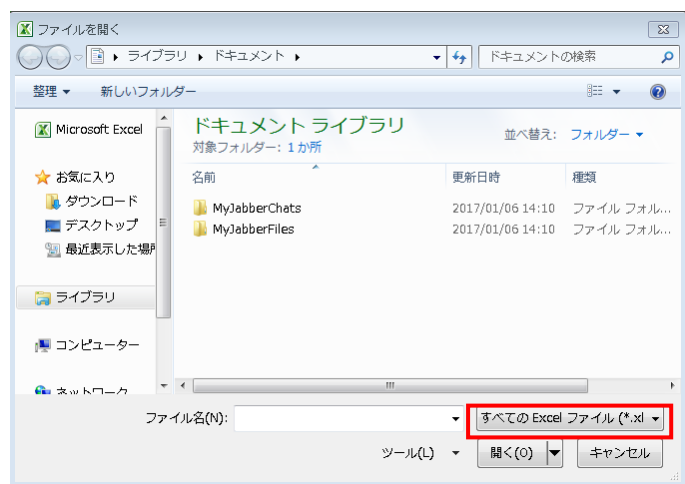 ファイルを開く
ライブラリ ドキュメント ドキュメントの検索
整理 新しいフォルダー
Microsoft Excel
お気に入り
ダウンロード
デスクトップ
最近表示した場所
ライブラリ
コンピューター
ネットワーク
ドキュメント ライブラリ
対象フォルダー: 1 か所
並べ替え: フォルダー
名前 更新日時 種類
MyJabberChats 2017/01/06 14:10 ファイル フォル...
MyJabberFiles 2017/01/06 14:10 ファイル フォル...
ファイル名(N): すべての Excel ファイル (*.xl
ツール(L) 開く(O) キャンセル